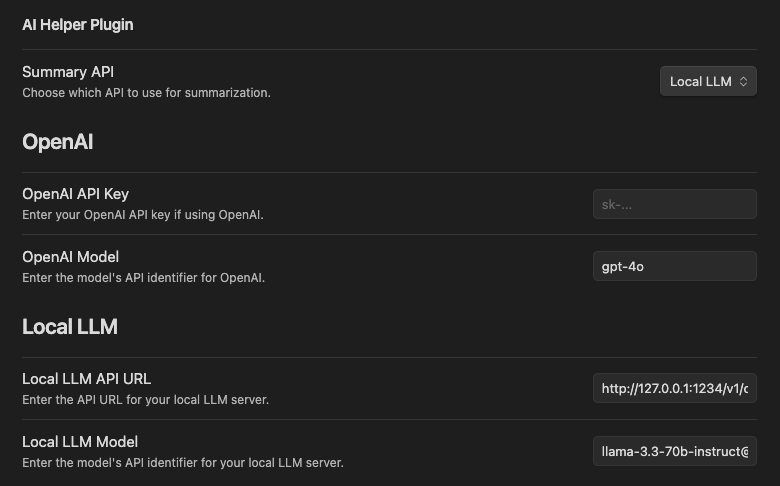 AI Helper Plugin
Summary API
Choose which API to use for summarization.
Local LLM
OpenAI
OpenAI API Key
Enter your OpenAI API key if using OpenAI.
sk-...
OpenAI Model
Enter the model's API identifier for OpenAI.
gpt-4o
Local LLM
Local LLM API URL
Enter the API URL for your local LLM server.
http://127.0.0.1:1234/v1/c
Local LLM Model
Enter the model's API identifier for your local LLM server.
llama-3.3-70b-instruct@